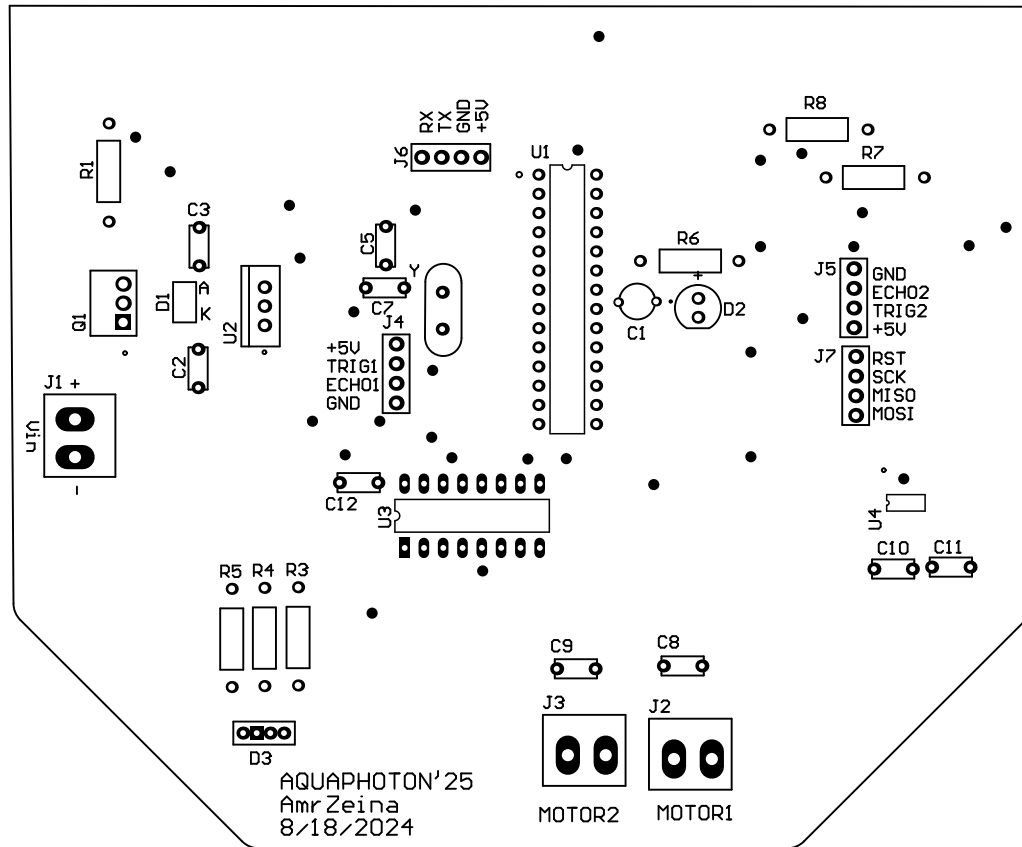 R8
RX
TX
GND
+5V
J6
U1
R7
R1
C3
C5
R6
+
J5
GND
ECHO2
TRIG2
+5V
Y
A
D1
K
Q1
U2
C7
J4
+5V
TRIG1
ECHO1
GND
C1
D2
J7
RST
SCK
MISO
MOSI
C2
J1 +
Vin
-
C12
U3
U4
C10
C11
R5
R4
R3
C9
C8
J3
J2
D3
AQUAPHOTON'25
Amr Zeina
8/18/2024
MOTOR2
MOTOR1